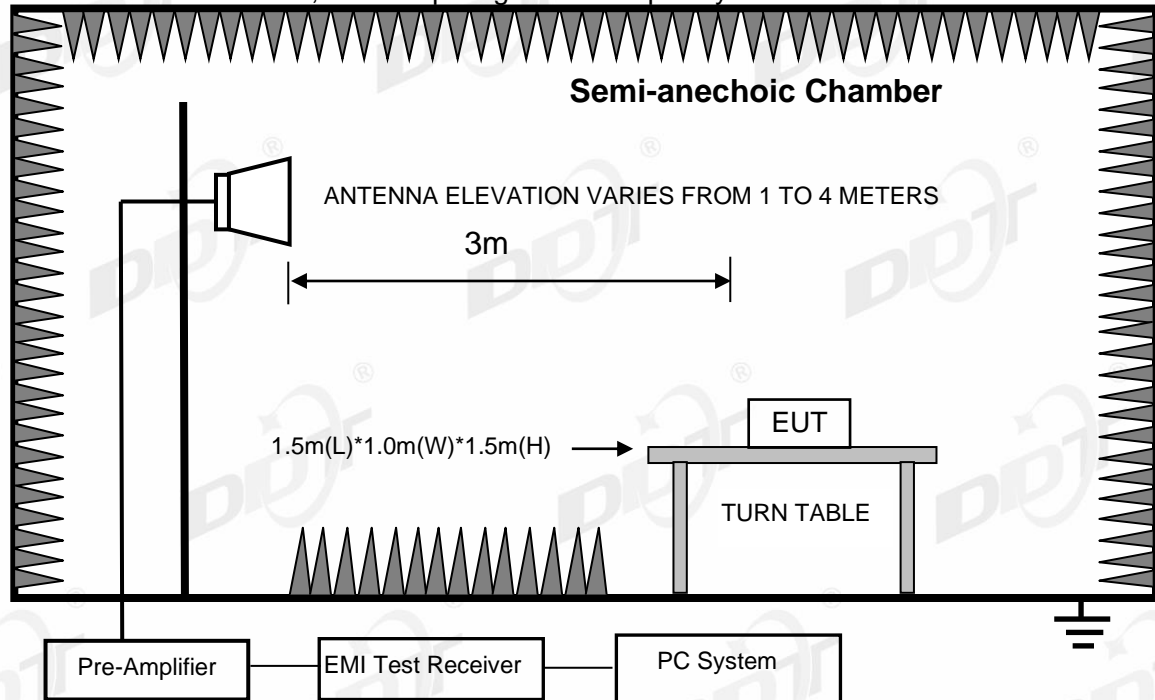 Semi-anechoic Chamber
ANTENNA ELEVATION VARIES FROM 1 TO 4 METERS
3m
1.5m(L)*1.0m(W)*1.5m(H)
EUT
TURN TABLE
Pre-Amplifier
EMI Test Receiver
PC System
DDT